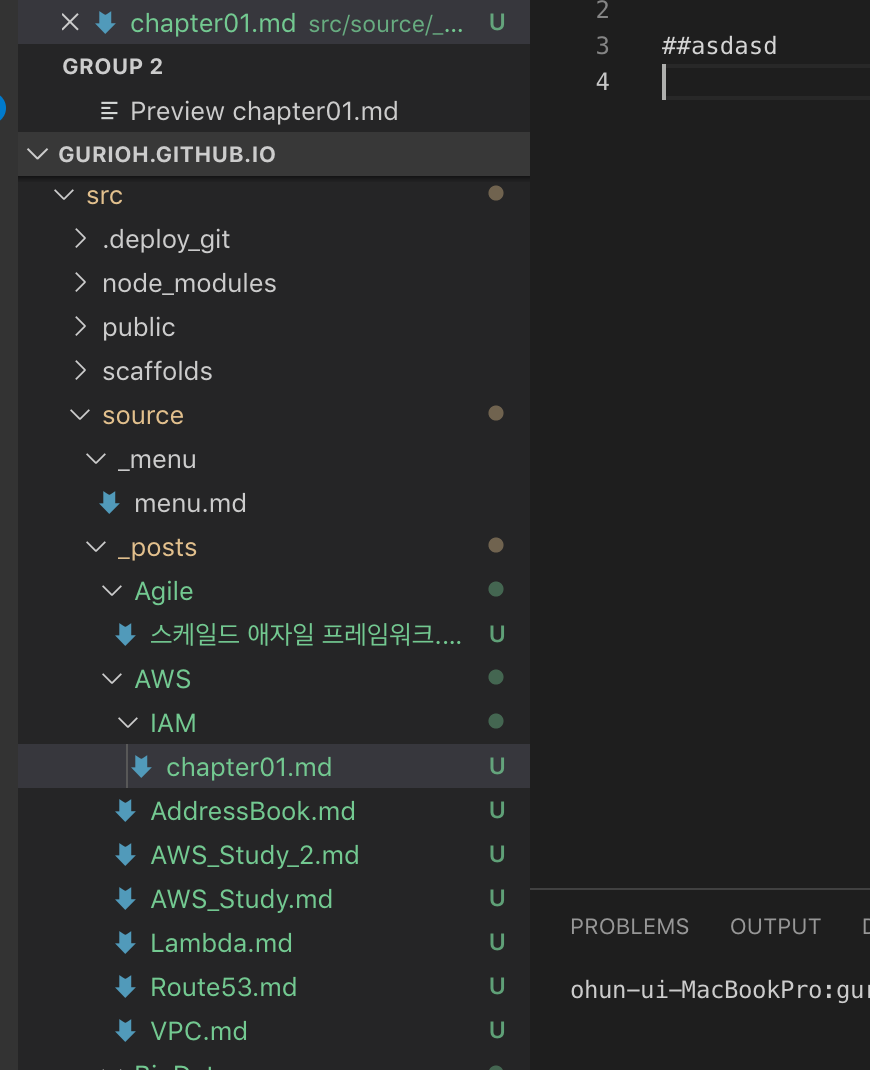 chapter01.md src/source/_... U
GROUP 2
Preview chapter01.md
GURIOH.GITHUB.IO
src
.deploy_git
node_modules
public
scaffolds
source
_menu
menu.md
_posts
Agile
스케일드 애자일 프레임워크.... U
AWS
IAM
chapter01.md U
AddressBook.md U
AWS_Study_2.md U
AWS_Study.md U
Lambda.md U
Route53.md U
VPC.md U
2
3 ##asdasd
4
PROBLEMS OUTPUT
ohun-ui-MacBookPro:gur